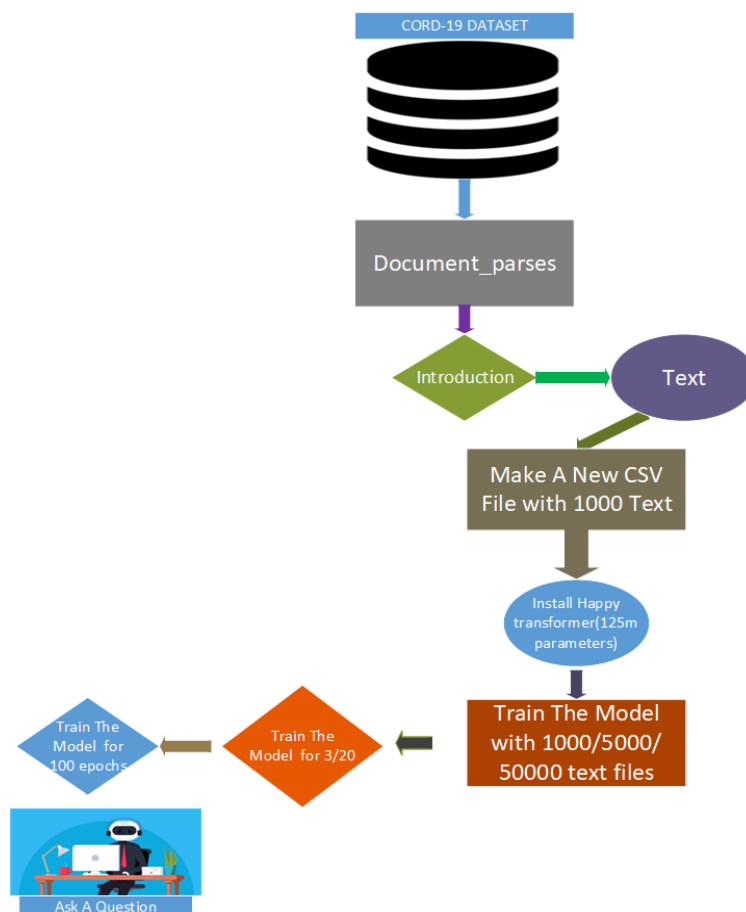 CORD-19 DATASET
Document_parses
Introduction
Text
Make A New CSV
File with 1000 Text
Install Happy
transformer(125m
parameters)
Train The Model
with 1000/5000/
50000 text files
Train The
Model for 3/20
Train The
Model for
100 epochs
Ask A Question